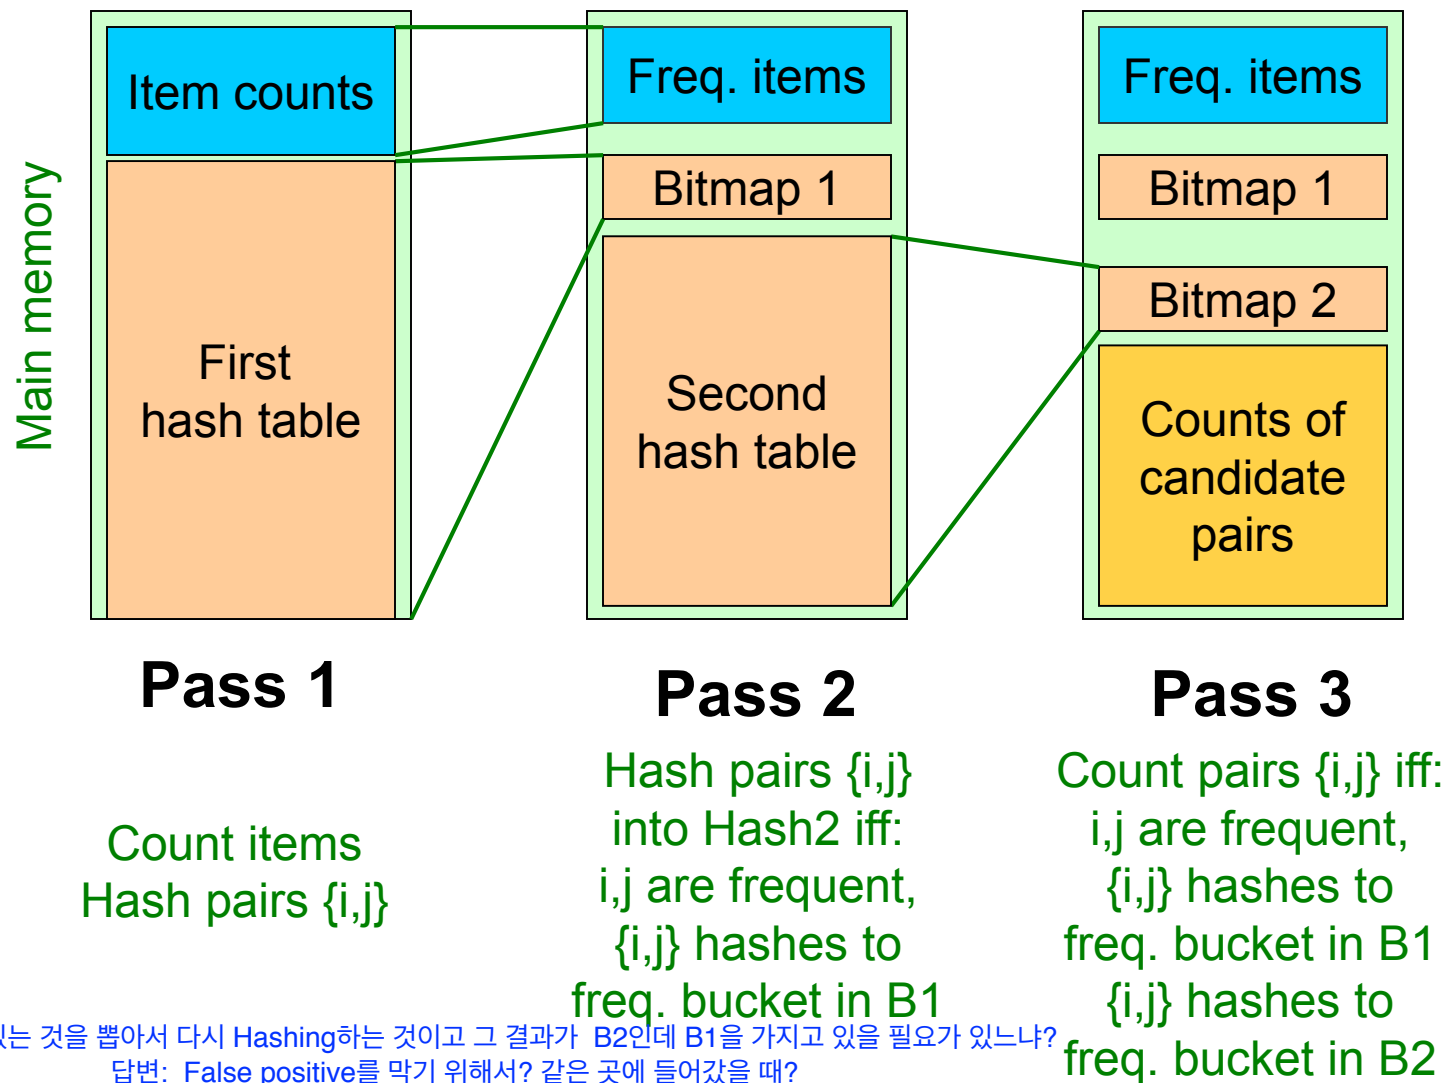 Main memory
Item counts
First
hash table
Pass 1
Count items
Hash pairs {i,j}
Freq. items
Bitmap 1
Second
hash table
Pass 2
Hash pairs {i,j}
into Hash2 iff:
i,j are frequent,
{i,j} hashes to
freq. bucket in B1
Freq. items
Bitmap 1
Bitmap 2
Counts of
candidate
pairs
Pass 3
Count pairs {i,j} iff:
i,j are frequent,
{i,j} hashes to
freq. bucket in B1
{i,j} hashes to
freq. bucket in B2
것을 뽑아서 다시 Hashing하는 것이고 그 결과가 B2인데 B1을 가지고 있을 필요가 있느냐?
답변: False positive를 막기 위해서? 같은 곳에 들어갔을 때?